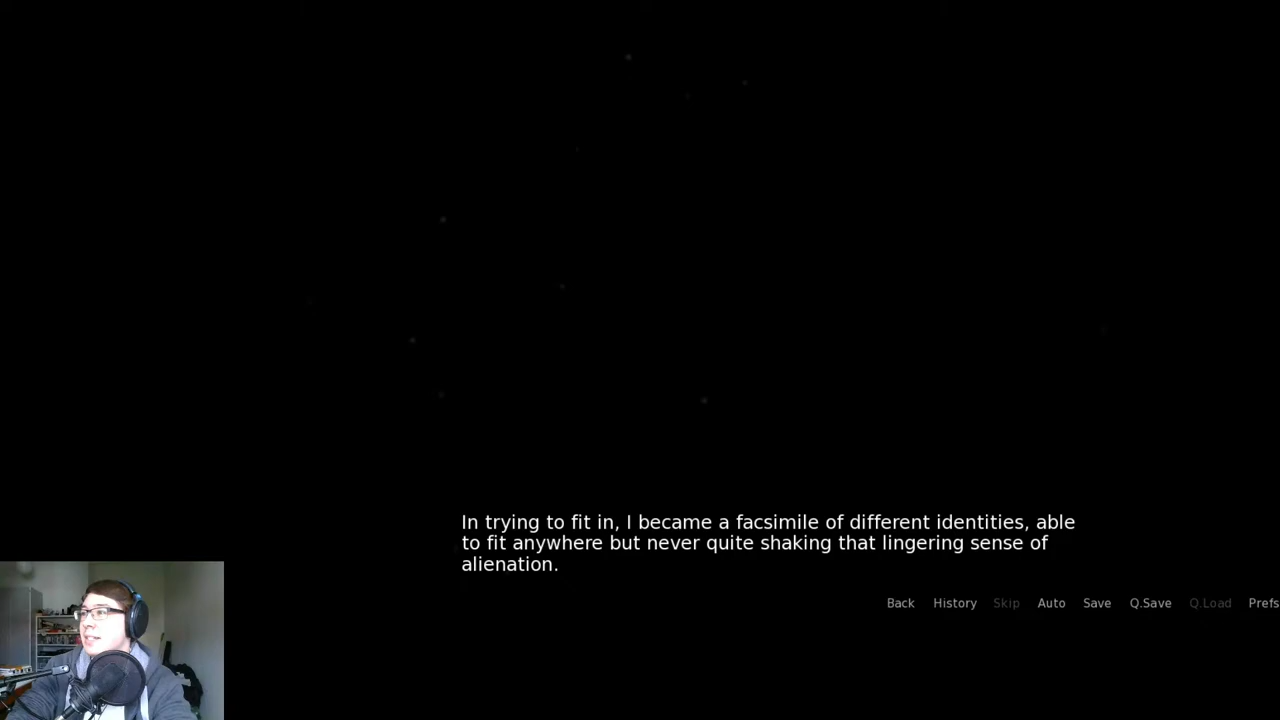 In trying to fit in, I became a facsimile of different identities, able
to fit anywhere but never quite shaking that lingering sense of
alienation.
Back History Skip Auto Save Q.Save Q.Load Prefs